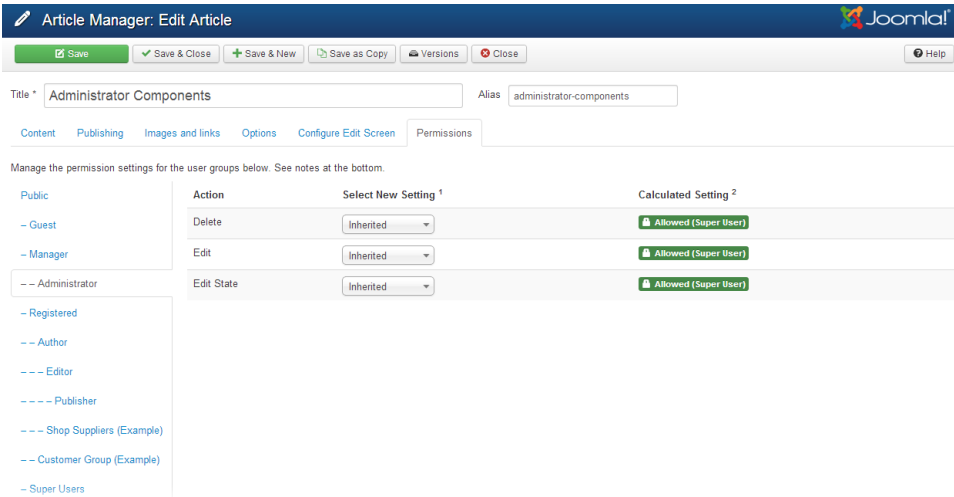 Article Manager: Edit Article
Joomla!®
Save
Save & Close
Save & New
Save as Copy
Versions
Close
Help
Title * Administrator Components Alias administrator-components
Content Publishing Images and links Options Configure Edit Screen Permissions
Manage the permission settings for the user groups below. See notes at the bottom.
Public
– Guest
– Manager
– – Administrator
– Registered
– – Author
– – – Editor
– – – – Publisher
– – – Shop Suppliers (Example)
– – Customer Group (Example)
– Super Users
Action Select New Setting 1 Calculated Setting 2
Delete Inherited Allowed (Super User)
Edit Inherited Allowed (Super User)
Edit State Inherited Allowed (Super User)